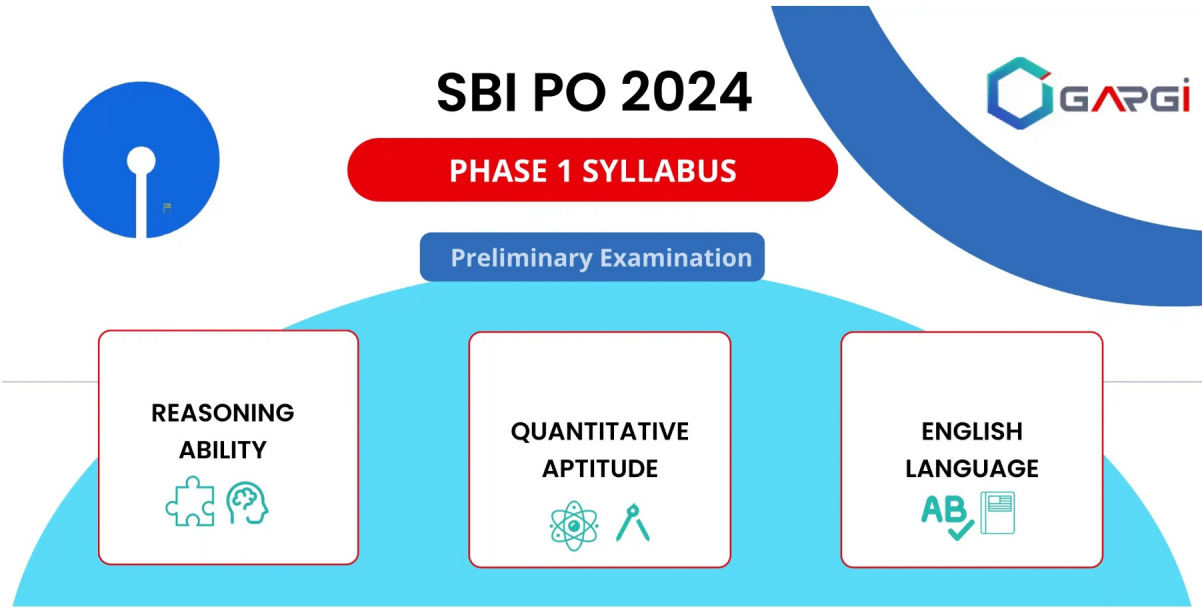 SBI PO 2024
GARGI
PHASE 1 SYLLABUS
Preliminary Examination
REASONING
ABILITY
QUANTITATIVE
APTITUDE
ENGLISH
LANGUAGE
AB